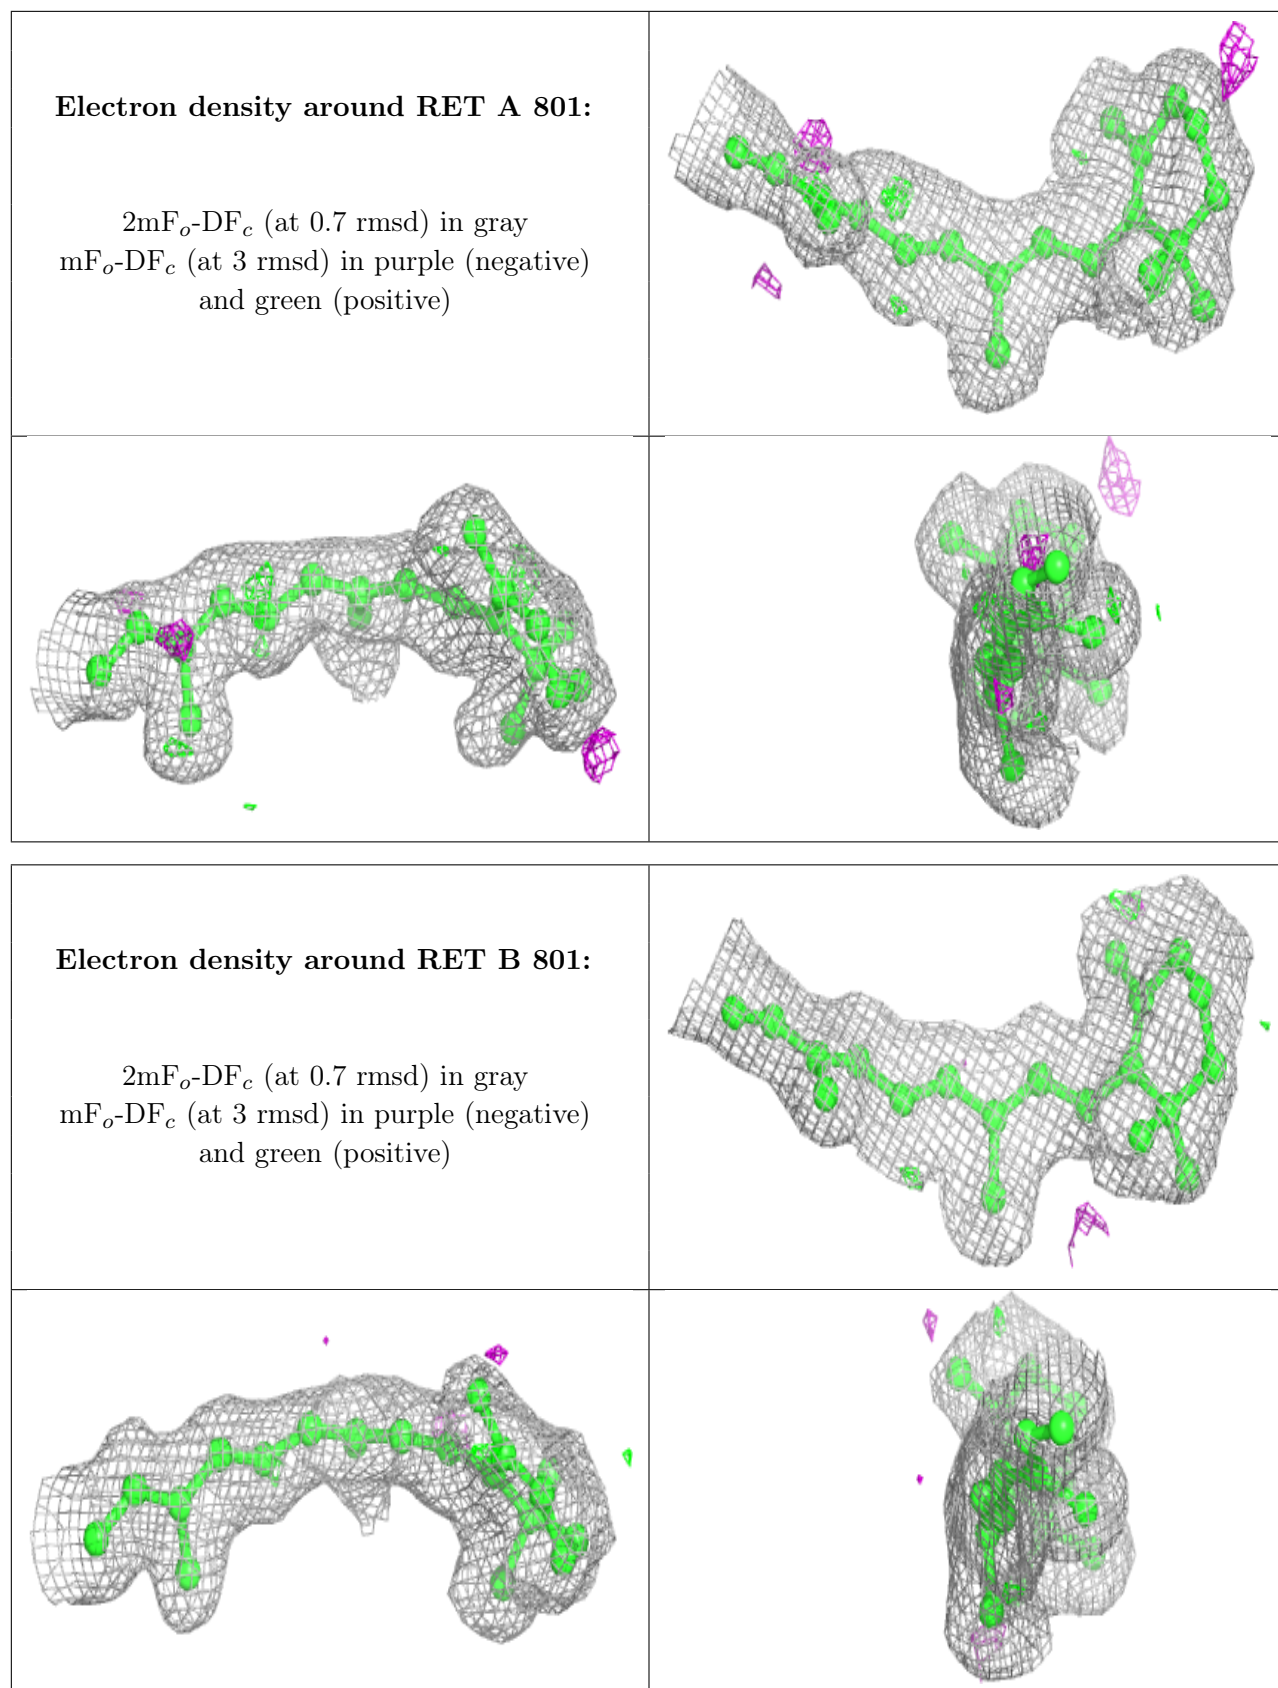 Electron density around RET A 801:
2mFo-DFc (at 0.7 rmsd) in gray
mFo-DFc (at 3 rmsd) in purple (negative)
and green (positive)
Electron density around RET B 801:
2mFo-DFc (at 0.7 rmsd) in gray
mFo-DFc (at 3 rmsd) in purple (negative)
and green (positive)